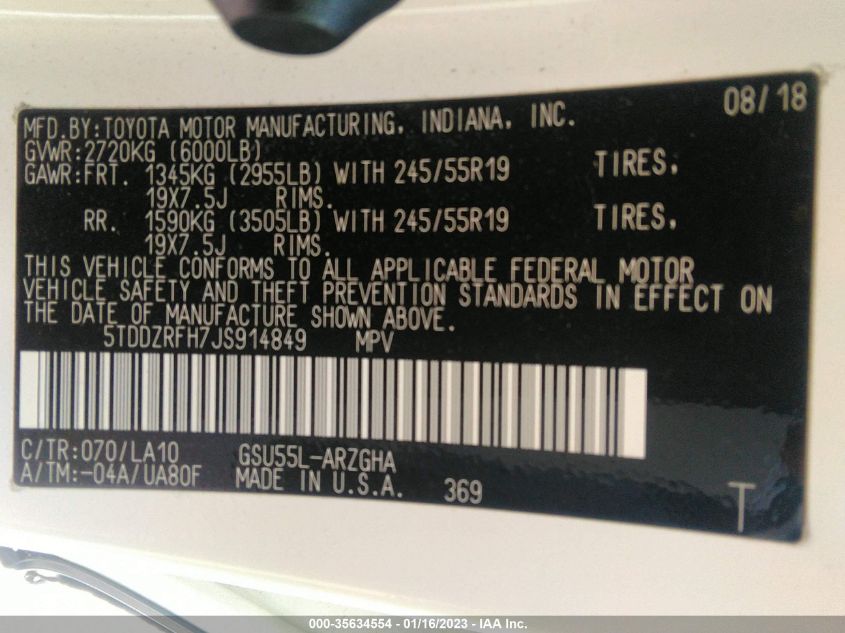 08/18
MFD.BY:TOYOTA MOTOR MANUFACTURING, INDIANA, INC.
GVWR:2720KG (6000LB)
GAWR:FRT. 1345KG (2955LB) WITH 245/55R19 TIRES.
19X7.5J RIMS.
RR. 1590KG (3505LB) WITH 245/55R19 TIRES.
19X7.5J RIMS.
THIS VEHICLE CONFORMS TO ALL APPLICABLE FEDERAL MOTOR
VEHICLE SAFETY AND THEFT PREVENTION STANDARDS IN EFFECT ON
THE DATE OF MANUFACTURE SHOWN ABOVE.
5TDDZRFH7JS914849 MPV
C/TR:070/LA10 GSU55L-ARZGHA
A/TM:-04A/UA80F MADE IN U.S.A. 369 T
000-35634554 - 01/16/2023 - IAA Inc.